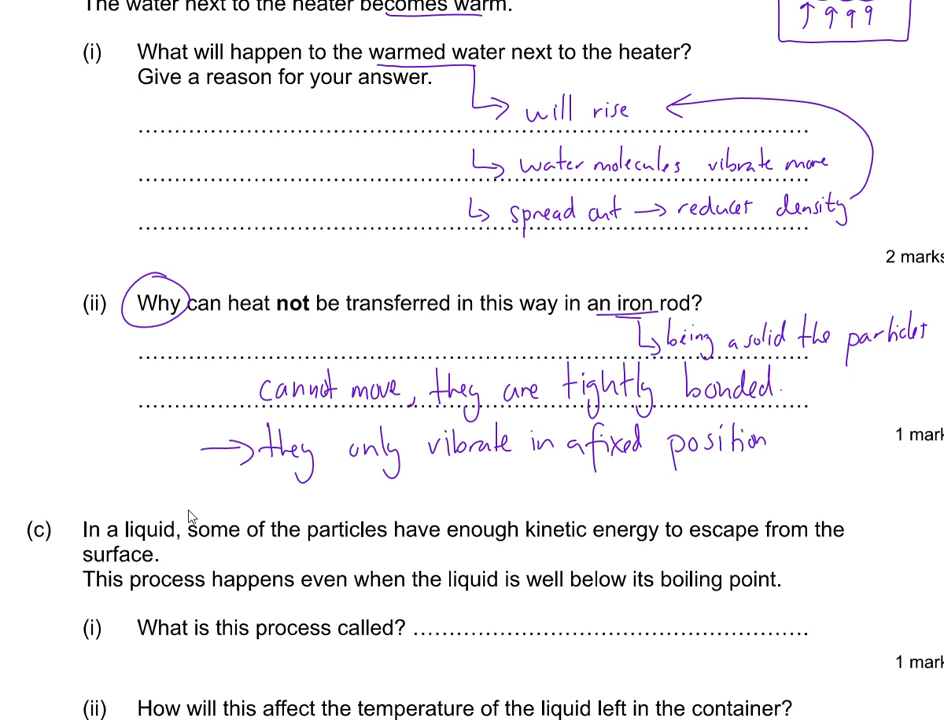 The water next to the heater becomes warm.
(i) What will happen to the warmed water next to the heater?
Give a reason for your answer.
will rise
water molecules vibrate more
spread out → reduces density
2 marks
(ii) Why can heat not be transferred in this way in an iron rod?
being a solid the particles
cannot move, they are tightly bonded.
→ they only vibrate in a fixed position
1 mark
(c) In a liquid, some of the particles have enough kinetic energy to escape from the
surface.
This process happens even when the liquid is well below its boiling point.
(i) What is this process called?
1 mark
(ii) How will this affect the temperature of the liquid left in the container?